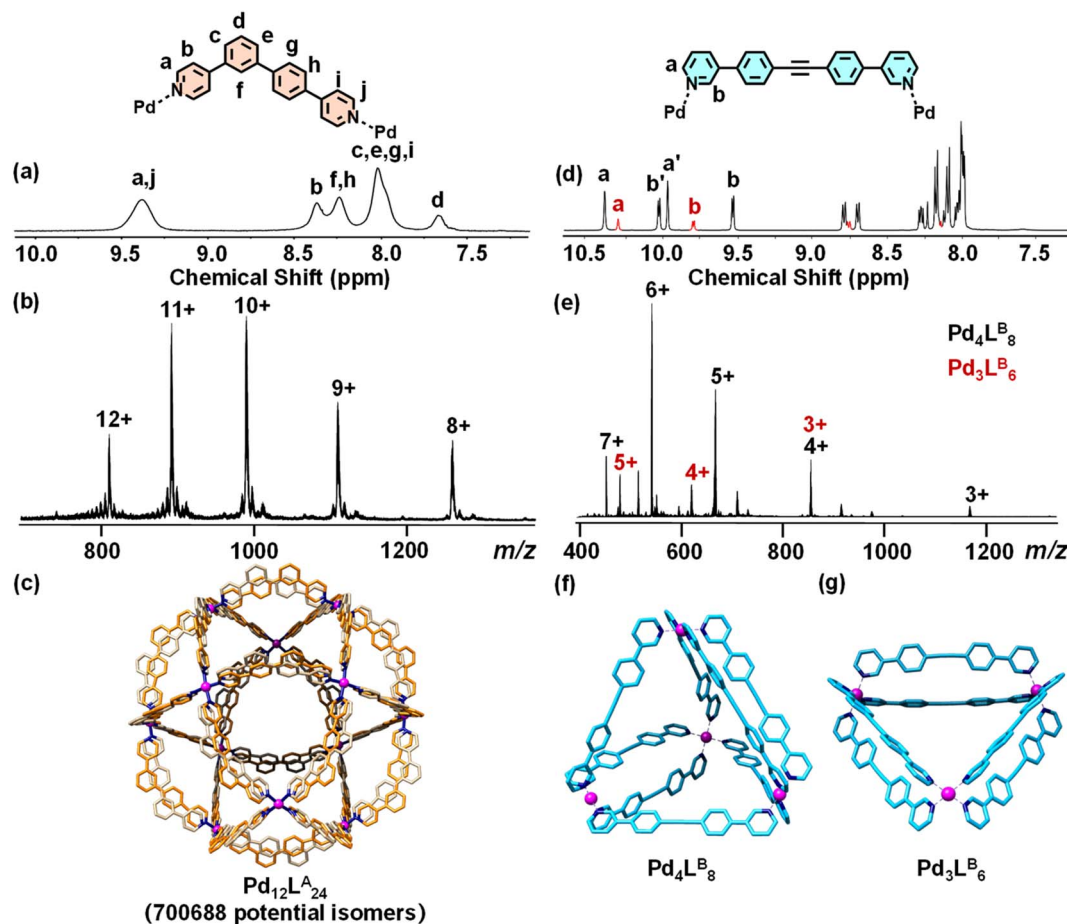 d
c
e
b
g
a
h
f
i
j
N
Pd
N
Pd
a
b
N
N
Pd
Pd
(a)
a,j
b
f,h
c,e,g,i
d
10.0 9.5 9.0 8.5 8.0 7.5
Chemical Shift (ppm)
(d)
a
a
b'
a'
b
b
10.5 10.0 9.5 9.0 8.5 8.0 7.5
Chemical Shift (ppm)
(b)
12+
11+
10+
9+
8+
800 1000 1200 m/z
(e)
7+
5+
6+
4+
5+
3+
4+
3+
Pd₄Lᴮ₈
Pd₃Lᴮ₆
400 600 800 1000 1200 m/z
(c)
Pd₁₂Lᴬ₂₄
(700688 potential isomers)
(f)
Pd₄Lᴮ₈
(g)
Pd₃Lᴮ₆